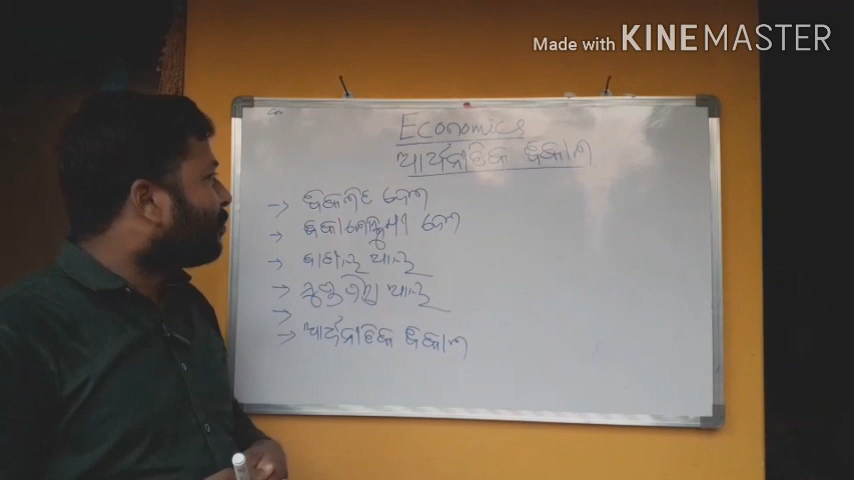 Made with KINEMASTER
Economics
ଆର୍ଥନୀତିକ ବିକାଶ
→ ବିକଶିତ ଦେଶ
→ ବିକାଶୋନ୍ମୁଖୀ ଦେଶ
→ ଜାତୀୟ ଆୟ
→ ମୁଣ୍ଡପିଛା ଆୟ
→
→ ଆର୍ଥନୀତିକ ବିକାଶ